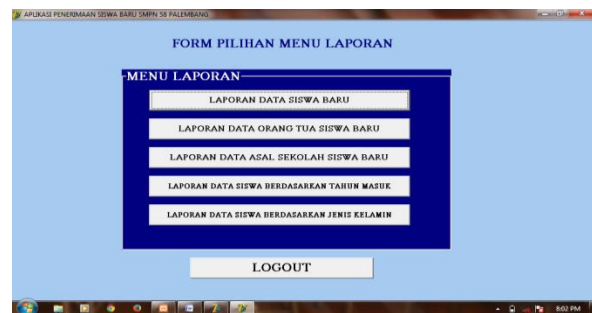 APLIKASI PENERIMAAN SISWA BARU SMPN 58 PALEMBANG
FORM PILIHAN MENU LAPORAN
MENU LAPORAN
LAPORAN DATA SISWA BARU
LAPORAN DATA ORANG TUA SISWA BARU
LAPORAN DATA ASAL SEKOLAH SISWA BARU
LAPORAN DATA SISWA BERDASARKAN TAHUN MASUK
LAPORAN DATA SISWA BERDASARKAN JENIS KELAMIN
LOGOUT
8:02 PM